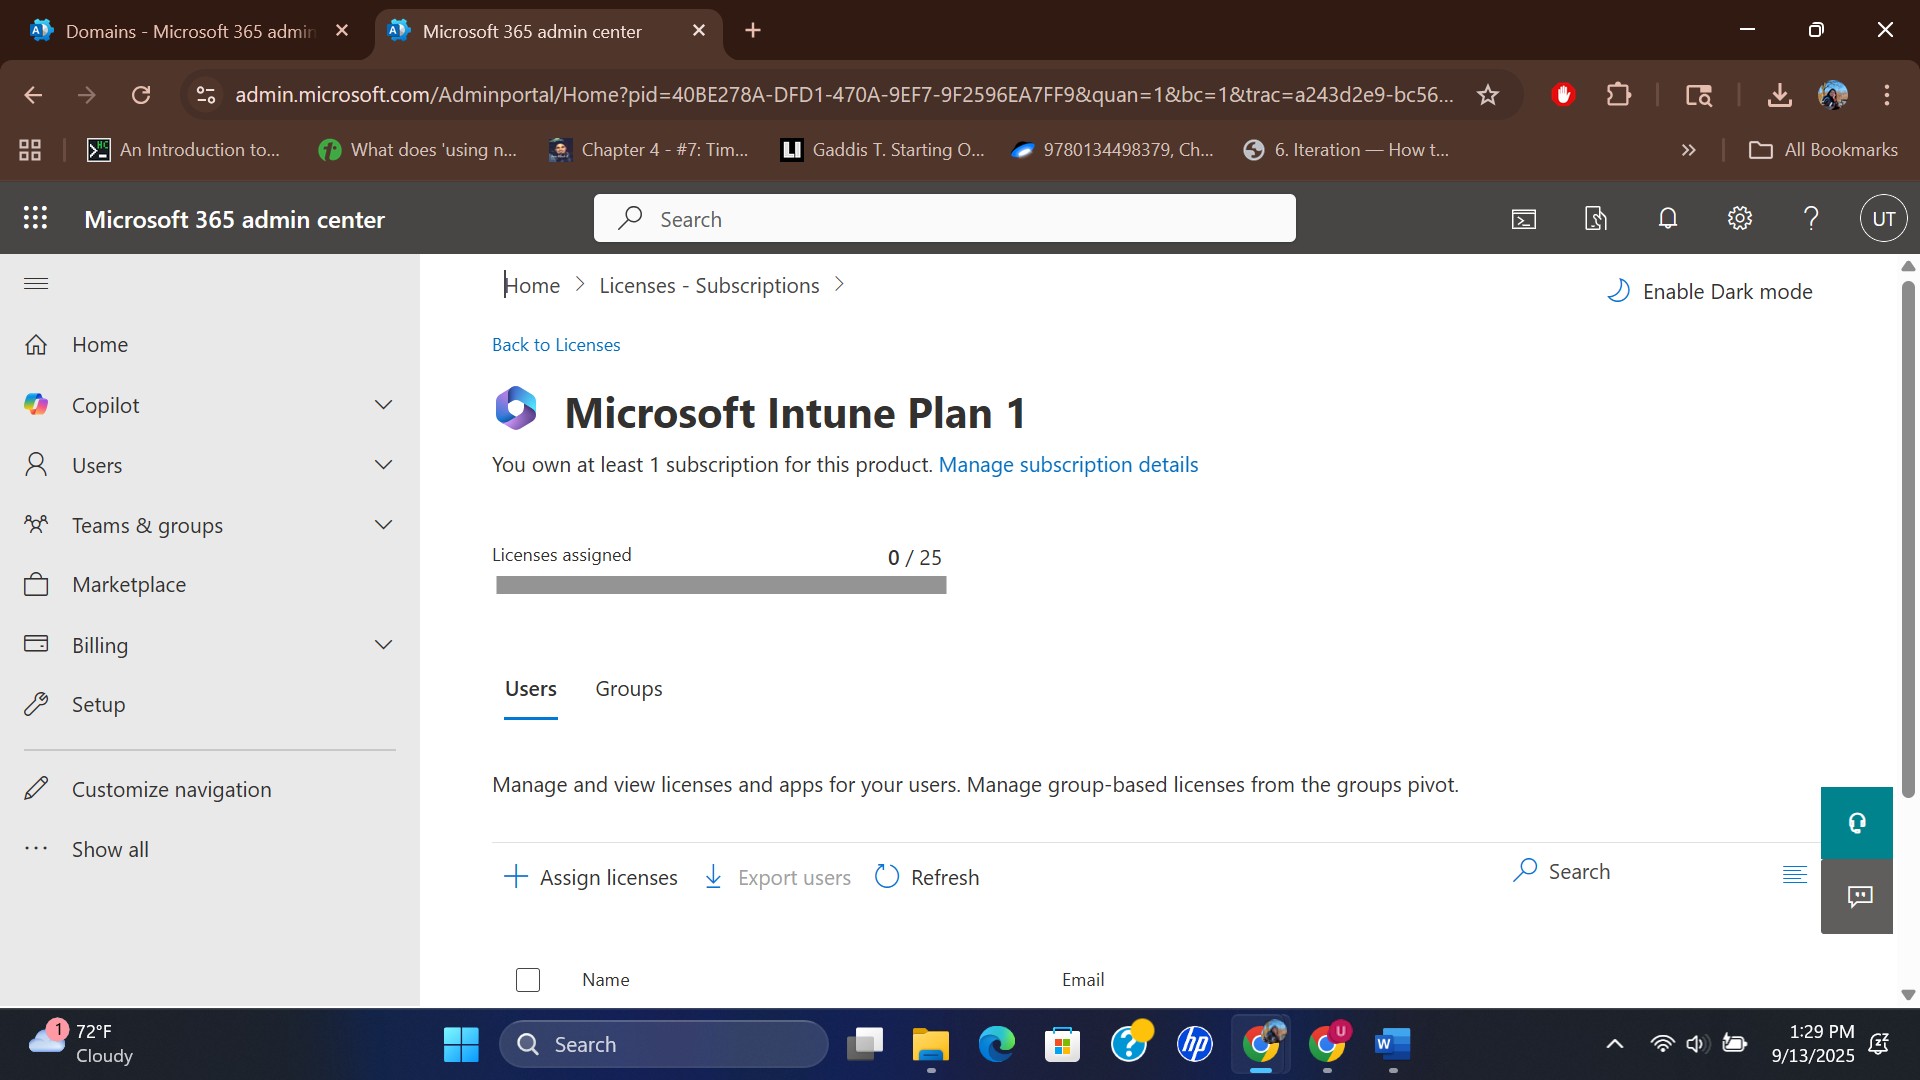 Domains - Microsoft 365 admin
Microsoft 365 admin center
admin.microsoft.com/Adminportal/Home?pid=40BE278A-DFD1-470A-9EF7-9F2596EA7FF9&quan=1&bc=1&trac=a243d2e9-bc56...
An Introduction to...
What does 'using n...
Chapter 4 - #7: Tim...
Gaddis T. Starting O...
9780134498379, Ch...
6. Iteration — How t...
All Bookmarks
Microsoft 365 admin center
Search
UT
Home
Copilot
Users
Teams & groups
Marketplace
Billing
Setup
Customize navigation
Show all
Home > Licenses - Subscriptions >
Enable Dark mode
Back to Licenses
Microsoft Intune Plan 1
You own at least 1 subscription for this product. Manage subscription details
Licenses assigned 0 / 25
Users Groups
Manage and view licenses and apps for your users. Manage group-based licenses from the groups pivot.
Assign licenses Export users Refresh Search
Name Email
1
72°F
Cloudy
Search
U
1:29 PM
9/13/2025